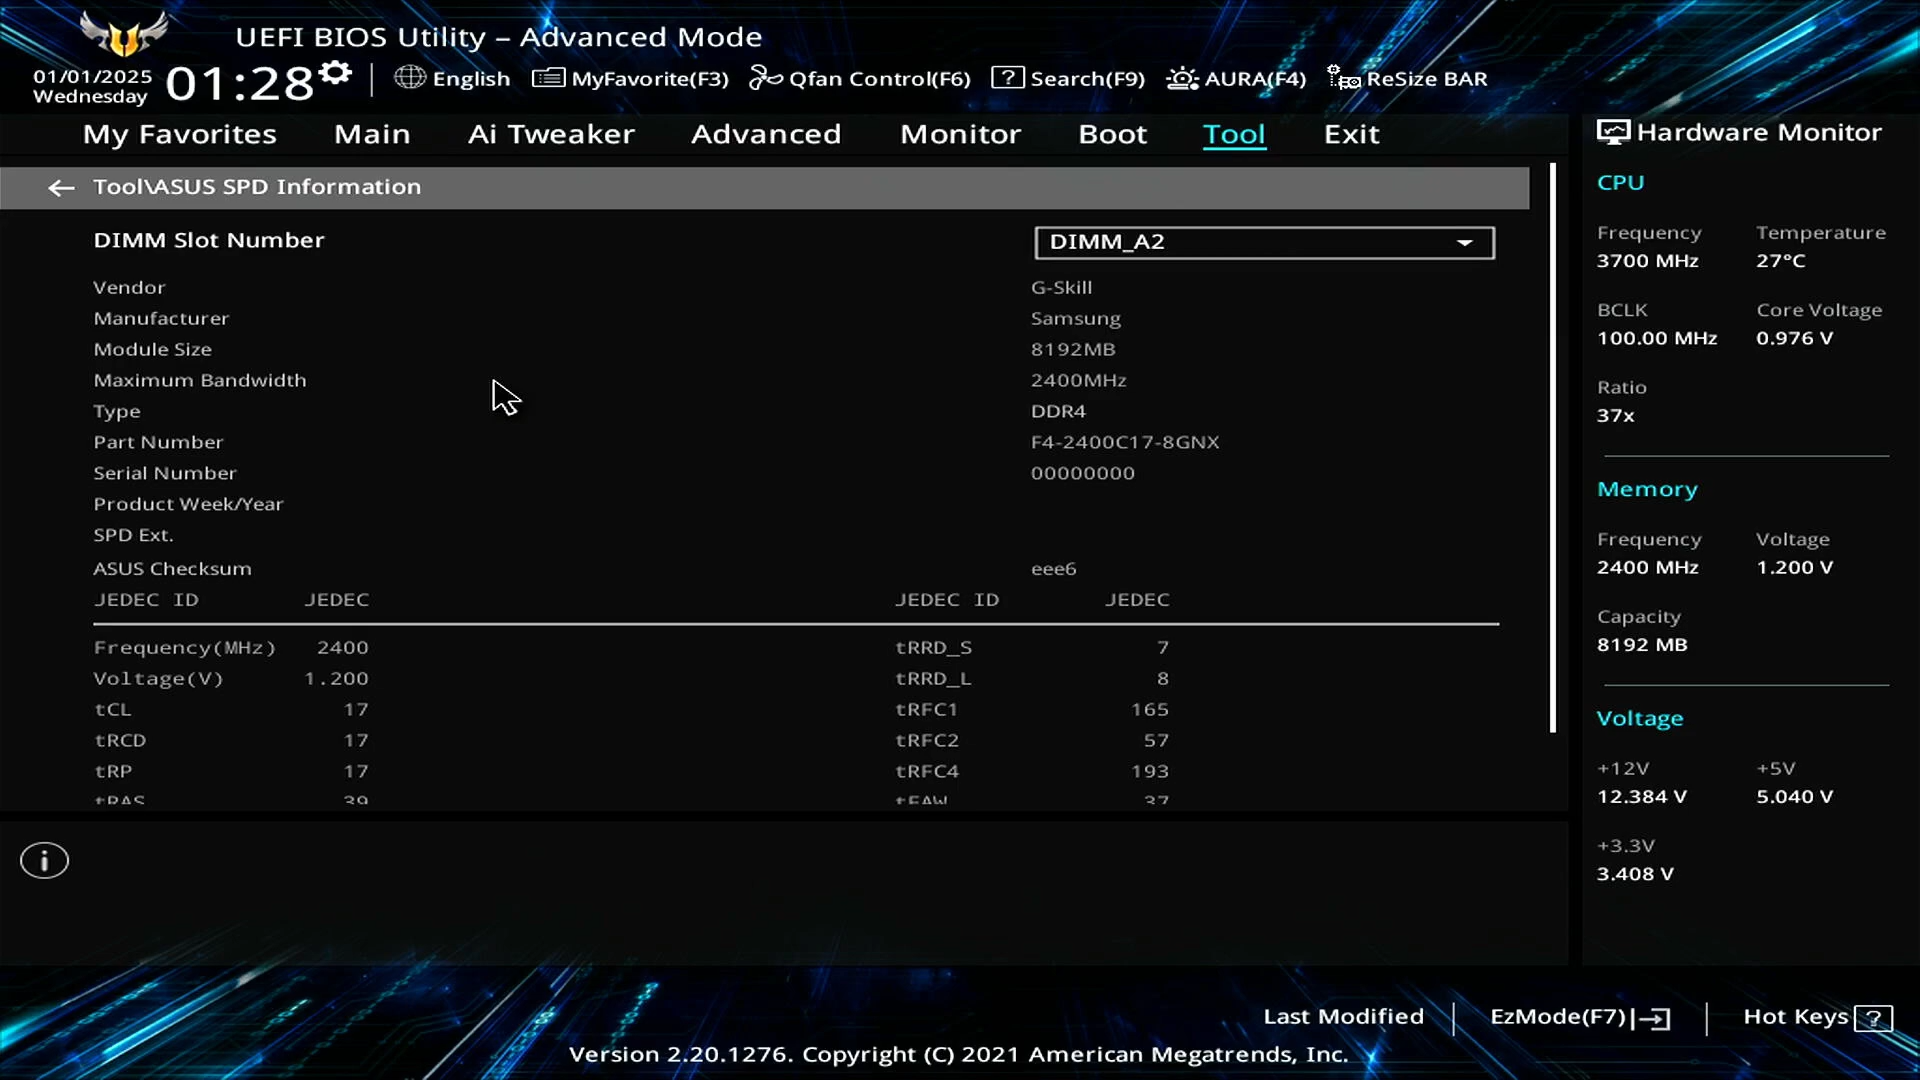 UEFI BIOS Utility – Advanced Mode
01/01/2025
Wednesday
01:28
English
MyFavorite(F3)
Qfan Control(F6)
? Search(F9)
AURA(F4)
ReSize BAR
My Favorites Main Ai Tweaker Advanced Monitor Boot Tool Exit
Tool\ASUS SPD Information
DIMM Slot Number DIMM_A2
Vendor G-Skill
Manufacturer Samsung
Module Size 8192MB
Maximum Bandwidth 2400MHz
Type DDR4
Part Number F4-2400C17-8GNX
Serial Number 00000000
Product Week/Year
SPD Ext.
ASUS Checksum eee6
JEDEC ID JEDEC JEDEC ID JEDEC
Frequency(MHz) 2400 tRRD_S 7
Voltage(V) 1.200 tRRD_L 8
tCL 17 tRFC1 165
tRCD 17 tRFC2 57
tRP 17 tRFC4 193
tRAS 39 tFAW 37
Hardware Monitor
CPU
Frequency Temperature
3700 MHz 27°C
BCLK Core Voltage
100.00 MHz 0.976 V
Ratio
37x
Memory
Frequency Voltage
2400 MHz 1.200 V
Capacity
8192 MB
Voltage
+12V +5V
12.384 V 5.040 V
+3.3V
3.408 V
i
Last Modified
EzMode(F7)
Hot Keys ?
Version 2.20.1276. Copyright (C) 2021 American Megatrends, Inc.